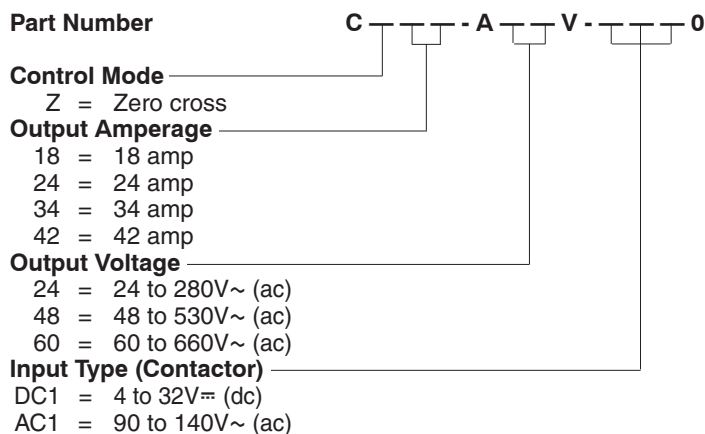 Part Number C — — — - A — — V - — — — 0
Control Mode
Z = Zero cross
Output Amperage
18 = 18 amp
24 = 24 amp
34 = 34 amp
42 = 42 amp
Output Voltage
24 = 24 to 280V~ (ac)
48 = 48 to 530V~ (ac)
60 = 60 to 660V~ (ac)
Input Type (Contactor)
DC1 = 4 to 32V⎓ (dc)
AC1 = 90 to 140V~ (ac)